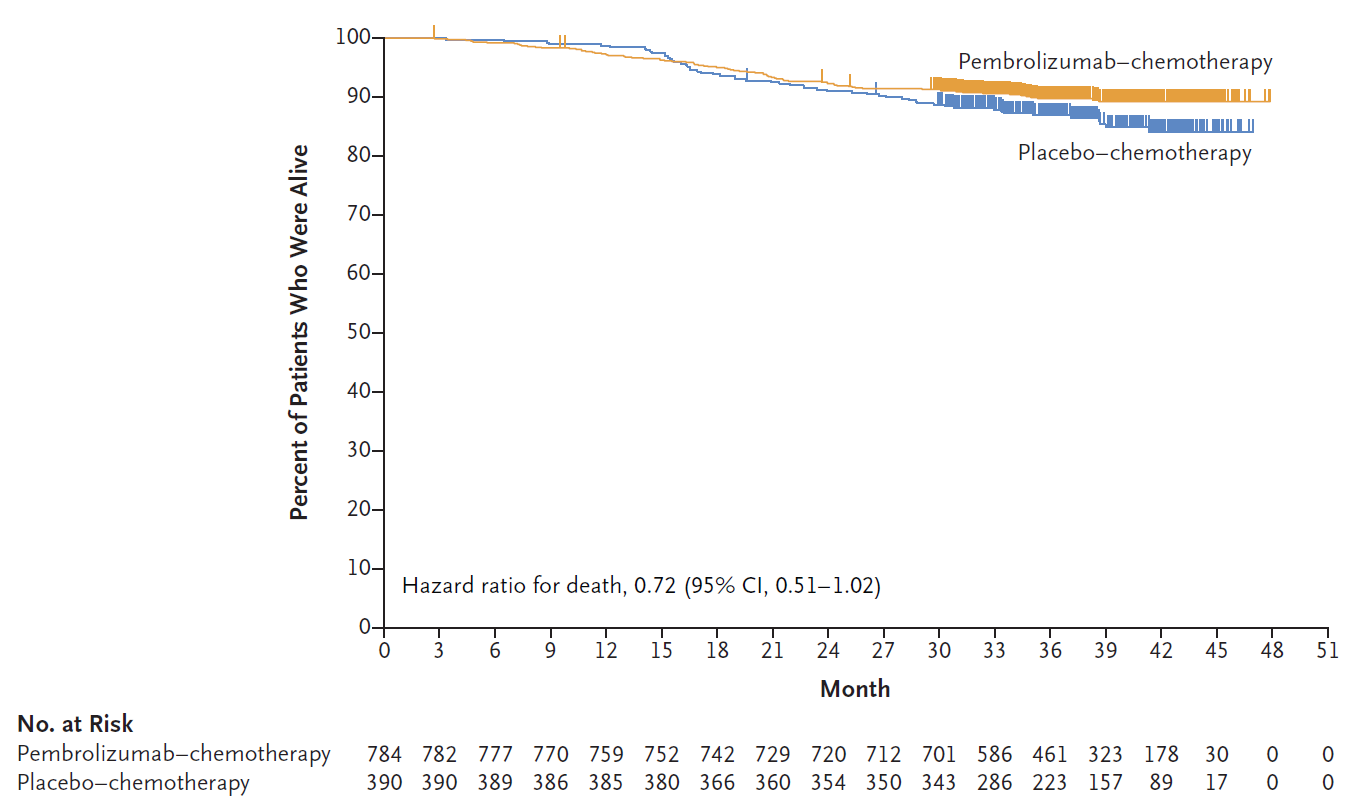 100
90
80
70
60
50
40
30
20
10
0
Percent of Patients Who Were Alive
Pembrolizumab–chemotherapy
Placebo–chemotherapy
Hazard ratio for death, 0.72 (95% CI, 0.51–1.02)
0 3 6 9 12 15 18 21 24 27 30 33 36 39 42 45 48 51
Month
No. at Risk
Pembrolizumab–chemotherapy 784 782 777 770 759 752 742 729 720 712 701 586 461 323 178 30 0 0
Placebo–chemotherapy 390 390 389 386 385 380 366 360 354 350 343 286 223 157 89 17 0 0